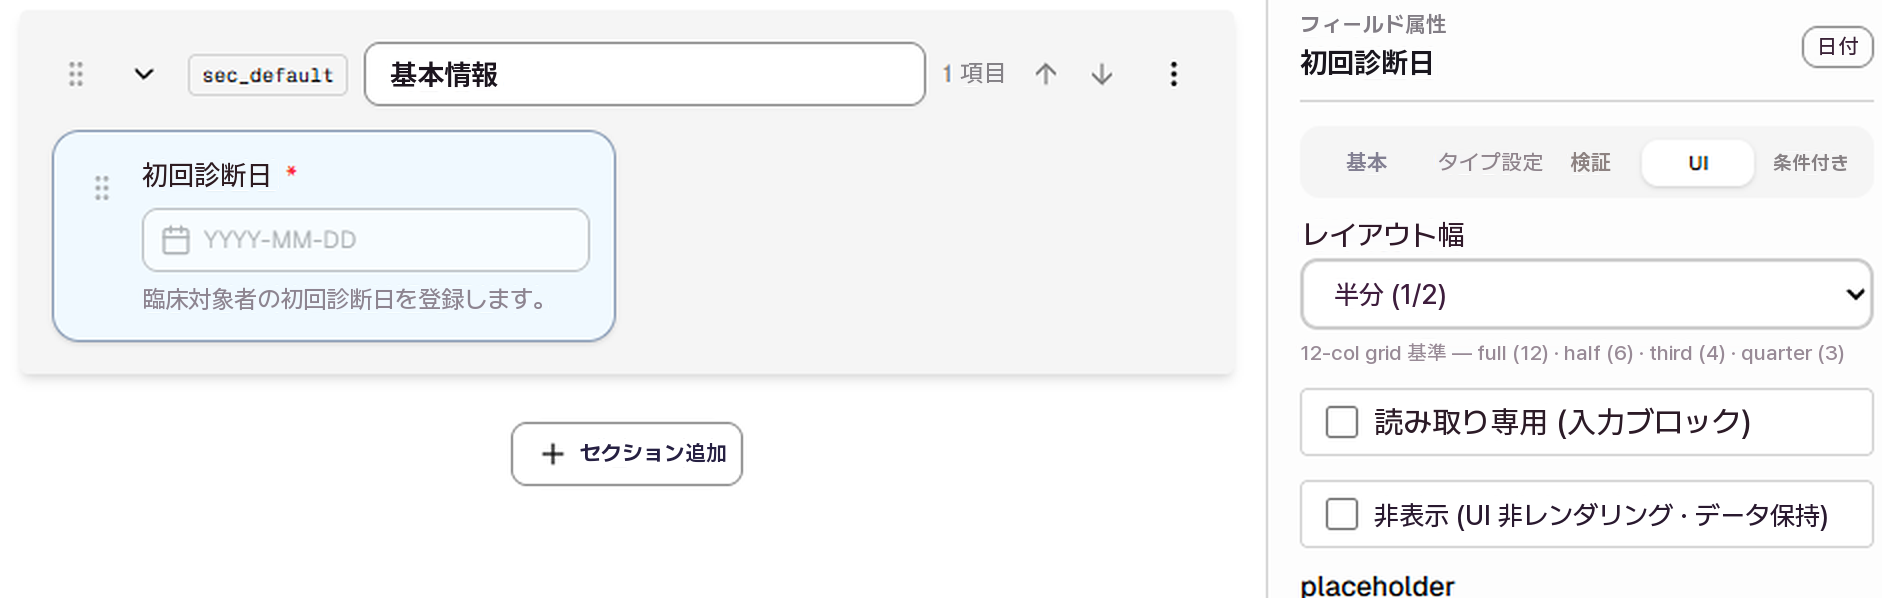 sec_default 基本情報 1 項目
初回診断日 *
YYYY-MM-DD
臨床対象者の初回診断日を登録します。
+ セクション追加
フィールド属性
初回診断日
日付
基本 タイプ設定 検証 UI 条件付き
レイアウト幅
半分 (1/2)
12-col grid 基準 — full (12) · half (6) · third (4) · quarter (3)
読み取り専用 (入力ブロック)
非表示 (UI 非レンダリング · データ保持)
placeholder